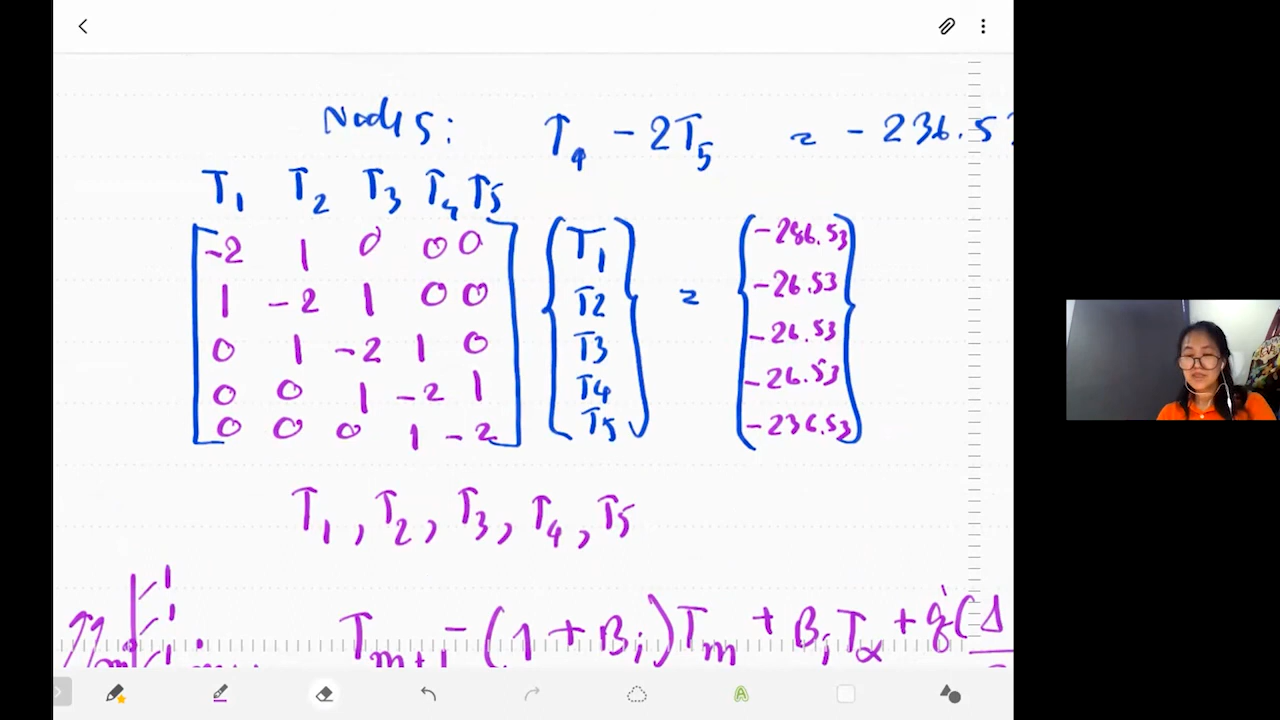 Node 5: T4 - 2T5 = - 236.53
T1 T2 T3 T4 T5
-2 1 0 0 0 T1 -286.53
1 -2 1 0 0 T2 = -26.53
0 1 -2 1 0 T3 -26.53
0 0 1 -2 1 T4 -26.53
0 0 0 1 -2 T5 -236.53
T1, T2, T3, T4, T5
Tm+1 - (1 + Bi) Tm + Bi T∞ + q̇(Δ